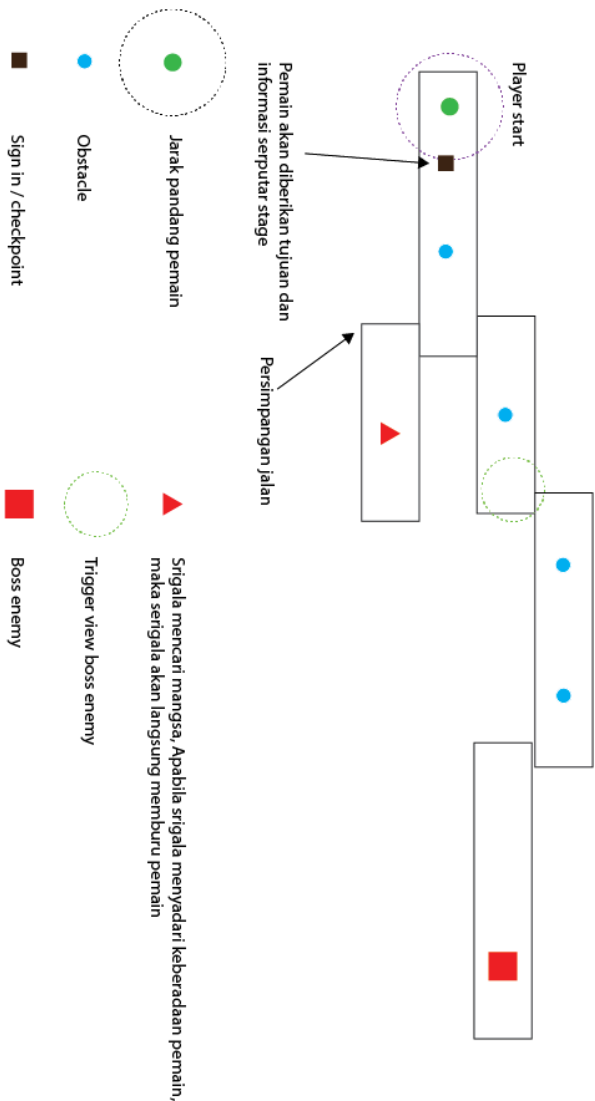 Player start
Pemain akan diberikan tujuan dan
informasi serputar stage
Persimpangan jalan
Jarak pandang pemain
Obstacle
Sign in / checkpoint
Srigala mencari mangsa, Apabila srigala menyadari keberadaan pemain,
maka serigala akan langsung memburu pemain
Trigger view boss enemy
Boss enemy